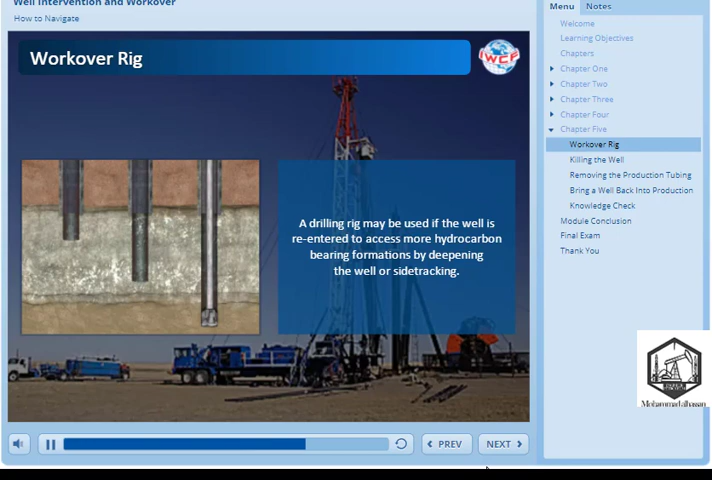 Well Intervention and Workover
How to Navigate
Workover Rig
IWCF
A drilling rig may be used if the well is
re-entered to access more hydrocarbon
bearing formations by deepening
the well or sidetracking.
PREV
NEXT
Menu
Notes
Welcome
Learning Objectives
Chapters
Chapter One
Chapter Two
Chapter Three
Chapter Four
Chapter Five
Workover Rig
Killing the Well
Removing the Production Tubing
Bring a Well Back Into Production
Knowledge Check
Module Conclusion
Final Exam
Thank You
Mohammad alhassan